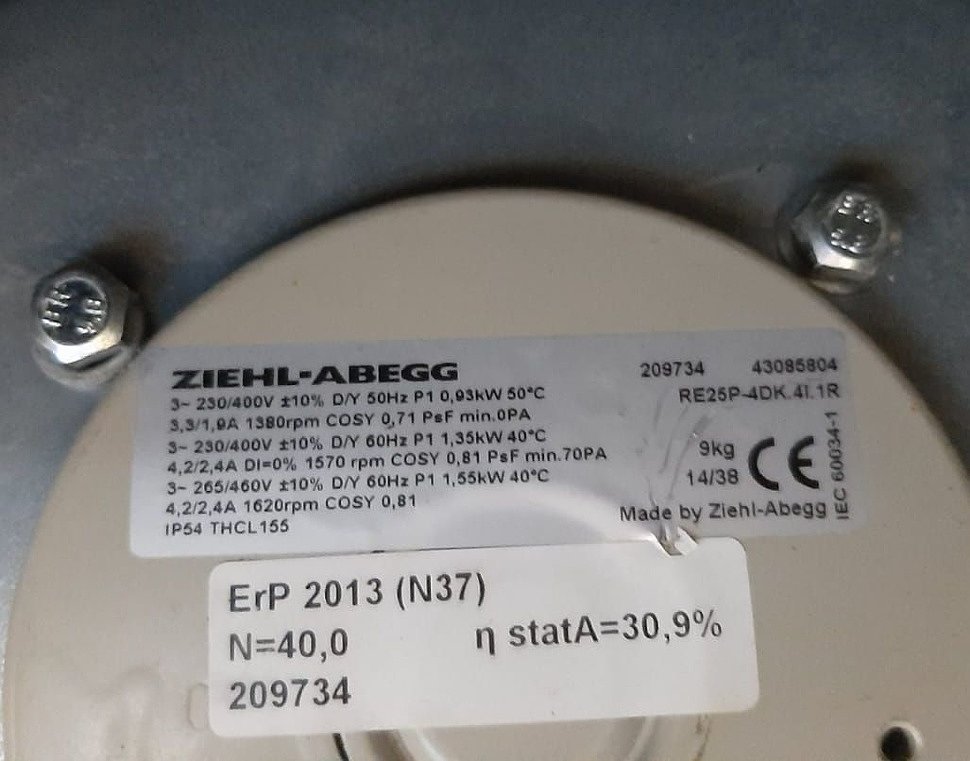 ZIEHL-ABEGG
209734 43085804
3~ 230/400V ±10% D/Y 50Hz P1 0,93kW 50°C
RE25P-4DK.4I.1R
3,3/1,9A 1380rpm COSY 0,71 PsF min.0PA
3~ 230/400V ±10% D/Y 60Hz P1 1,35kW 40°C
4,2/2,4A DI=0% 1570 rpm COSY 0,81 PsF min.70PA
9kg
3~ 265/460V ±10% D/Y 60Hz P1 1,55kW 40°C
14/38
CE
IEC 60034-1
4,2/2,4A 1620rpm COSY 0,81
Made by Ziehl-Abegg
IP54 THCL155
ErP 2013 (N37)
N=40,0 η statA=30,9%
209734